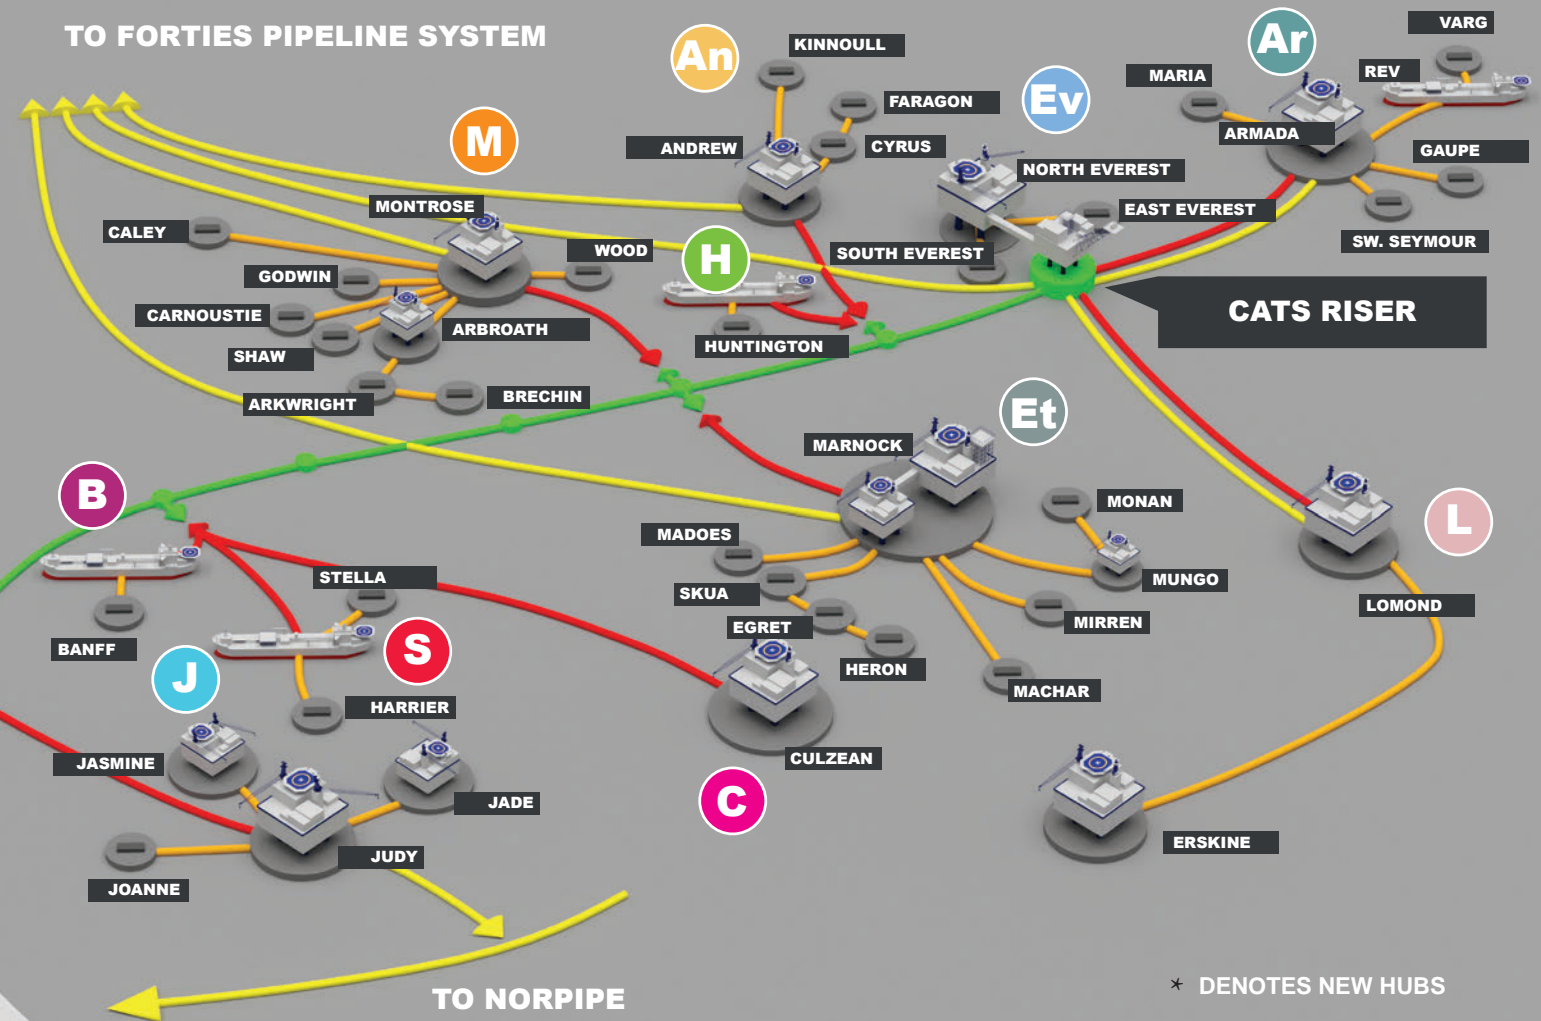 TO FORTIES PIPELINE SYSTEM
An
KINNOULL
Ar
VARG
MARIA
REV
Ev
FARAGON
M
ANDREW
CYRUS
ARMADA
GAUPE
NORTH EVEREST
MONTROSE
EAST EVEREST
CALEY
WOOD
H
SOUTH EVEREST
SW. SEYMOUR
GODWIN
CARNOUSTIE
ARBROATH
CATS RISER
SHAW
HUNTINGTON
ARKWRIGHT
BRECHIN
Et
MARNOCK
B
MONAN
L
MADOES
STELLA
MUNGO
SKUA
LOMOND
EGRET
MIRREN
BANFF
S
HERON
J
MACHAR
HARRIER
JASMINE
CULZEAN
C
JADE
ERSKINE
JUDY
JOANNE
TO NORPIPE
* DENOTES NEW HUBS